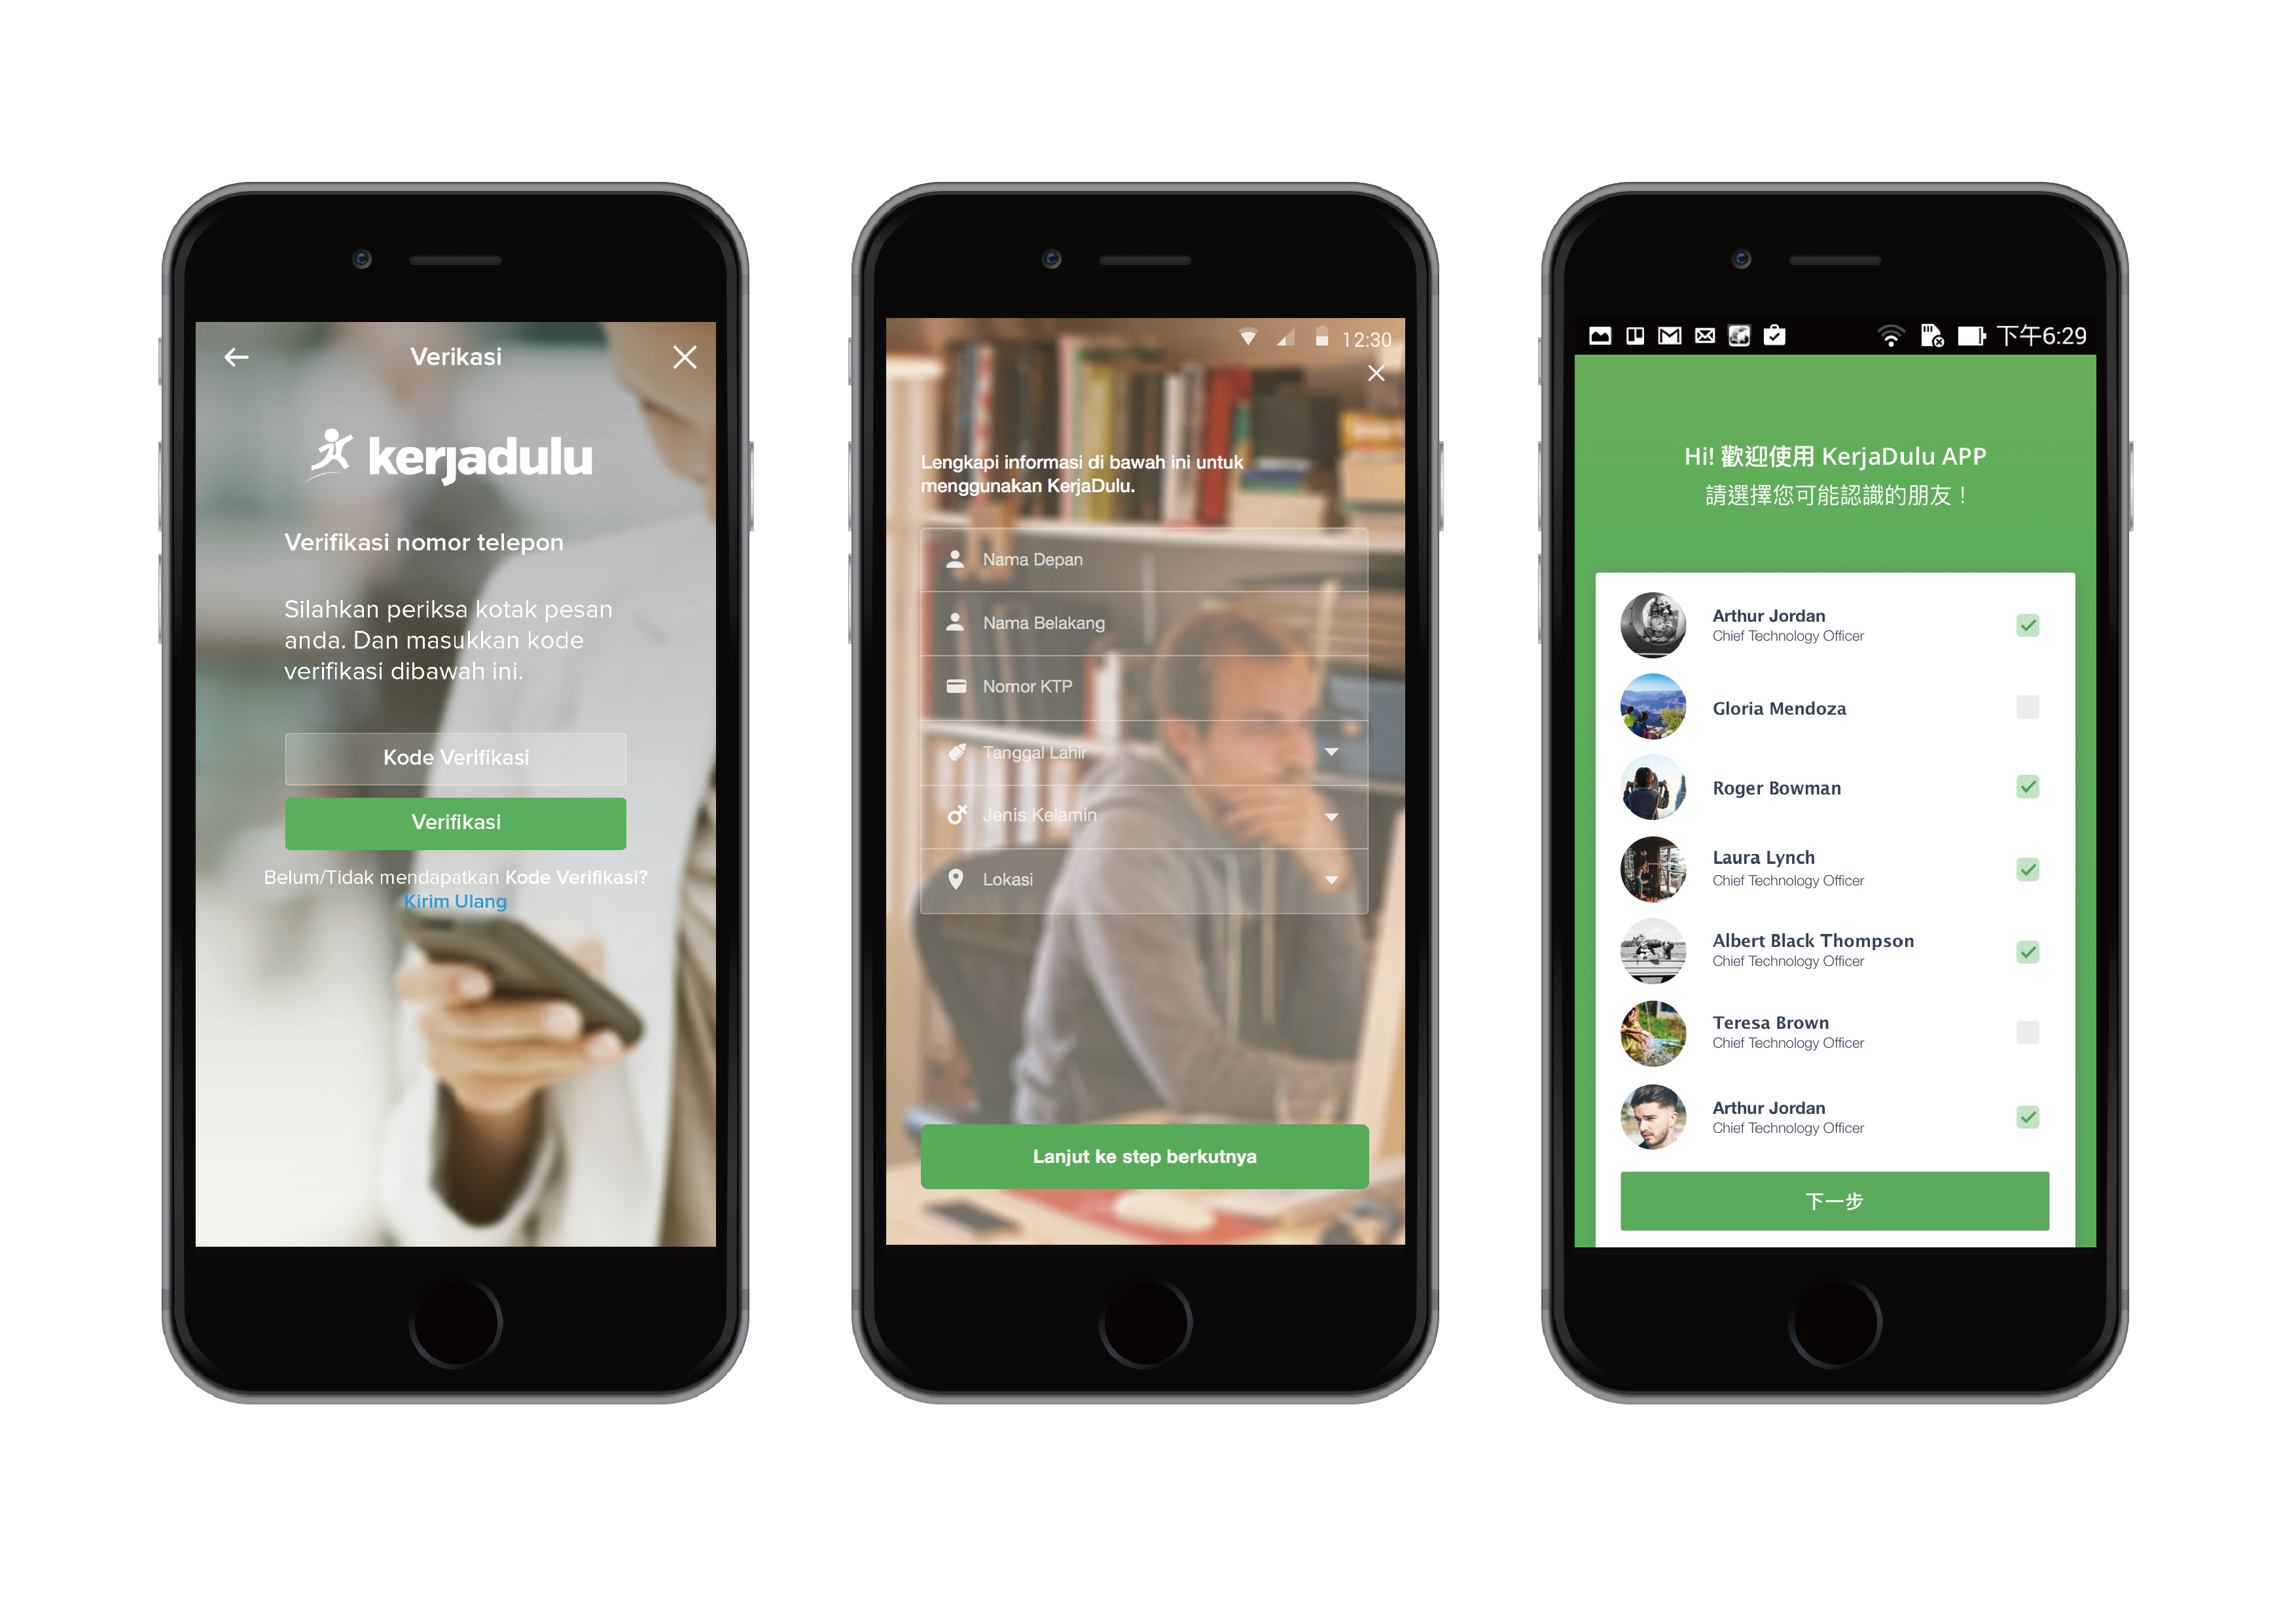 Verikasi
kerjadulu
Verifikasi nomor telepon
Silahkan periksa kotak pesan
anda. Dan masukkan kode
verifikasi dibawah ini.
Kode Verifikasi
Verifikasi
Belum/Tidak mendapatkan Kode Verifikasi?
Kirim Ulang
12:30
Lengkapi informasi di bawah ini untuk
menggunakan KerjaDulu.
Nama Depan
Nama Belakang
Nomor KTP
Tanggal Lahir
Jenis Kelamin
Lokasi
Lanjut ke step berkutnya
下午6:29
Hi! 歡迎使用 KerjaDulu APP
請選擇您可能認識的朋友！
Arthur Jordan
Chief Technology Officer
Gloria Mendoza
Roger Bowman
Laura Lynch
Chief Technology Officer
Albert Black Thompson
Chief Technology Officer
Teresa Brown
Chief Technology Officer
Arthur Jordan
Chief Technology Officer
下一步